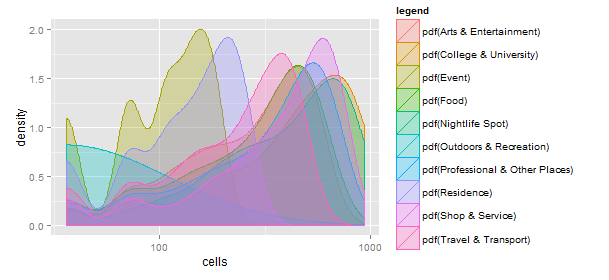 legend
pdf(Arts & Entertainment)
pdf(College & University)
pdf(Event)
pdf(Food)
pdf(Nightlife Spot)
pdf(Outdoors & Recreation)
pdf(Professional & Other Places)
pdf(Residence)
pdf(Shop & Service)
pdf(Travel & Transport)
density
2.0
1.5
1.0
0.5
0.0
100
1000
cells